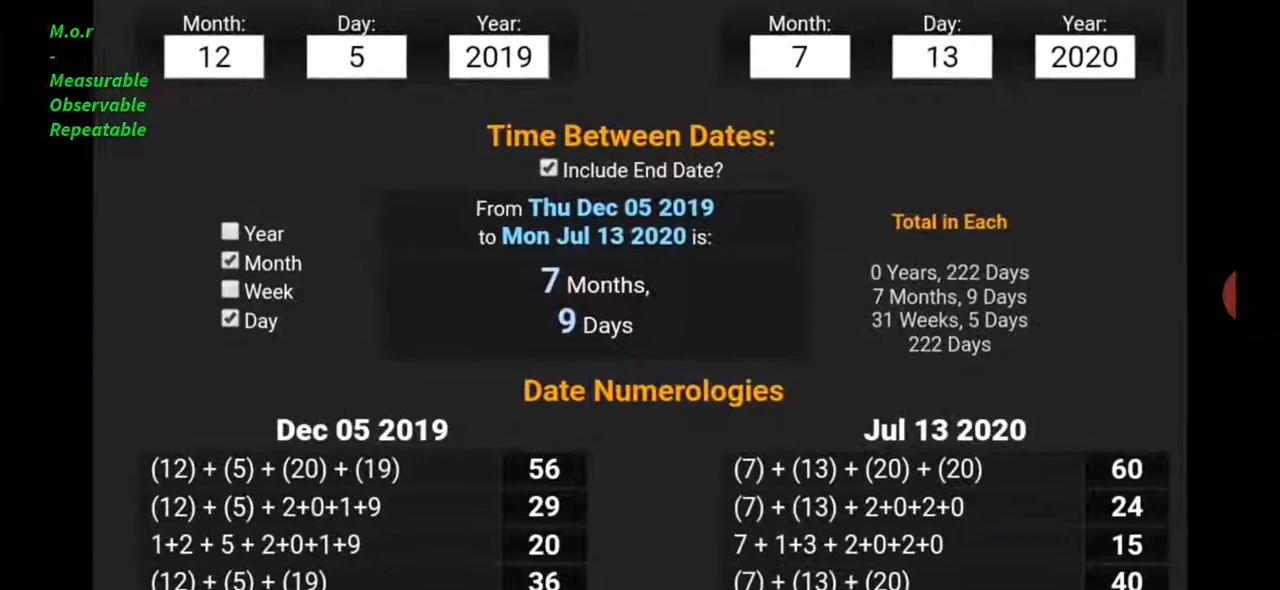 M.o.r
-
Measurable
Observable
Repeatable
Month: Day: Year:
12 5 2019
Month: Day: Year:
7 13 2020
Time Between Dates:
Include End Date?
Year
Month
Week
Day
From Thu Dec 05 2019
to Mon Jul 13 2020 is:
7 Months,
9 Days
Total in Each
0 Years, 222 Days
7 Months, 9 Days
31 Weeks, 5 Days
222 Days
Date Numerologies
Dec 05 2019
(12) + (5) + (20) + (19) 56
(12) + (5) + 2+0+1+9 29
1+2 + 5 + 2+0+1+9 20
(12) + (5) + (19) 36
Jul 13 2020
(7) + (13) + (20) + (20) 60
(7) + (13) + 2+0+2+0 24
7 + 1+3 + 2+0+2+0 15
(7) + (13) + (20) 40